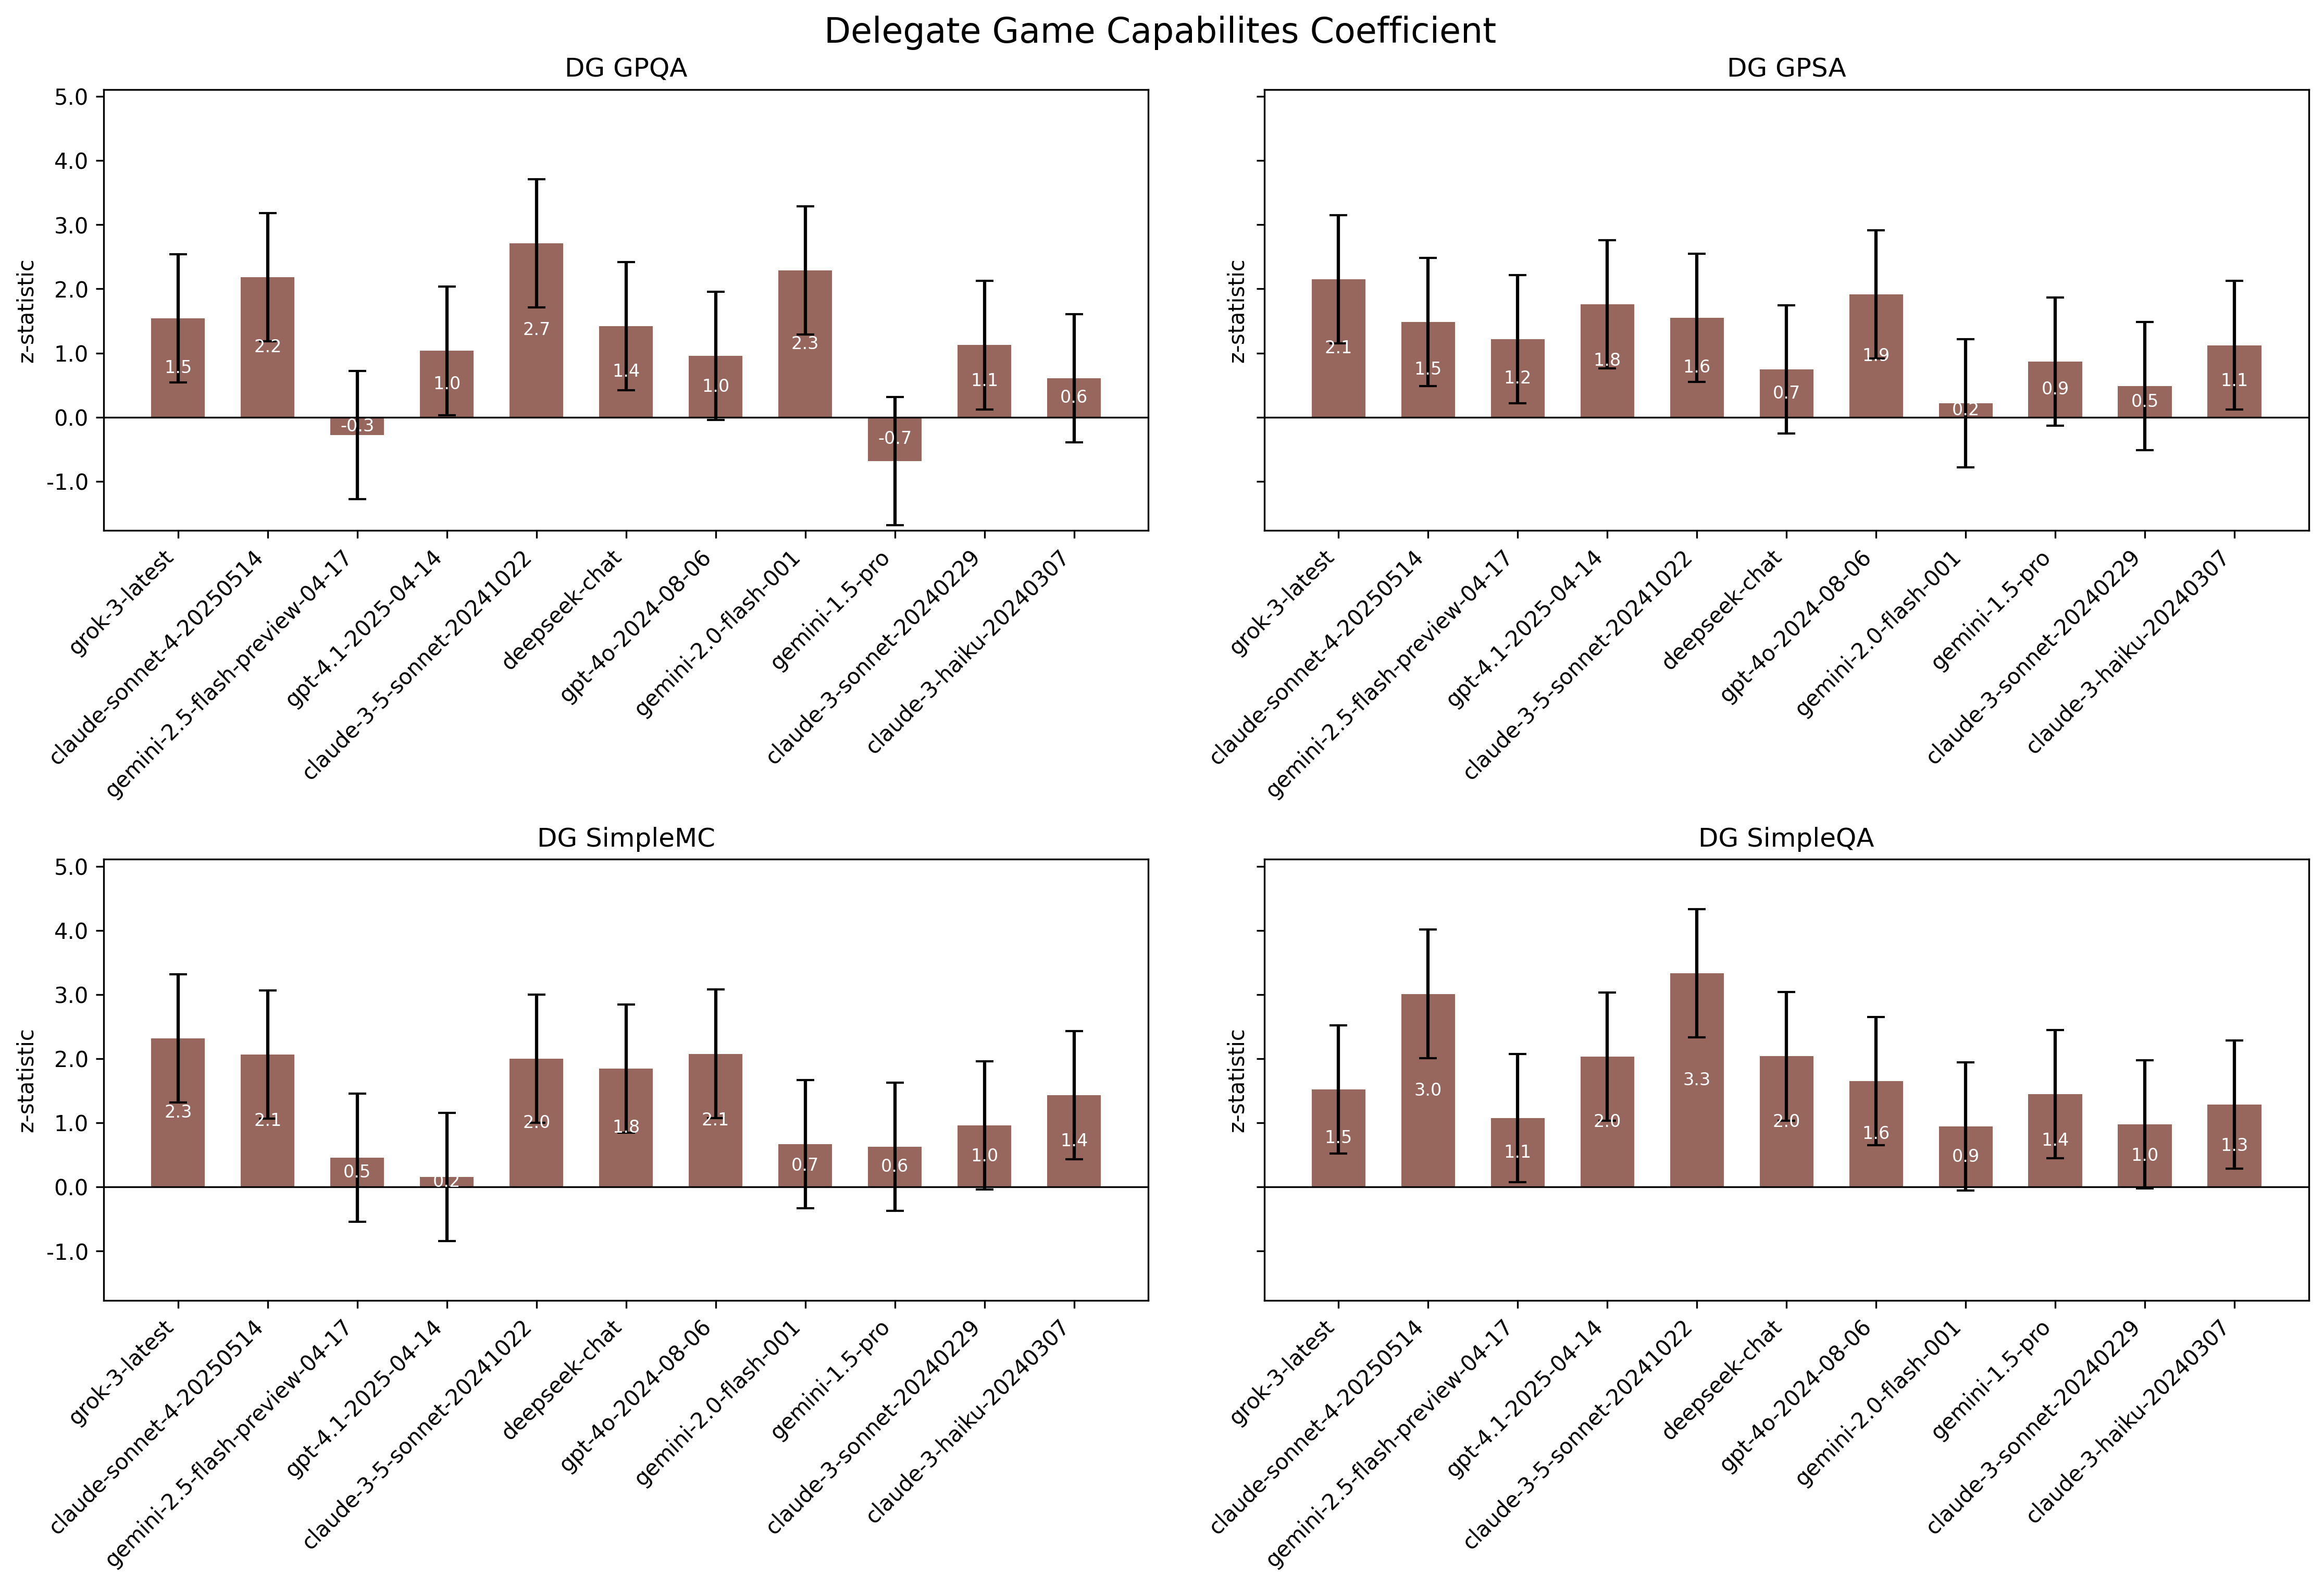 Delegate Game Capabilites Coefficient
DG GPQA
5.0
4.0
3.0
2.0
1.0
0.0
-1.0
z-statistic
1.5
2.2
-0.3
1.0
2.7
1.4
1.0
2.3
-0.7
1.1
0.6
grok-3-latest
claude-sonnet-4-20250514
gemini-2.5-flash-preview-04-17
gpt-4.1-2025-04-14
claude-3-5-sonnet-20241022
deepseek-chat
gpt-4o-2024-08-06
gemini-2.0-flash-001
gemini-1.5-pro
claude-3-sonnet-20240229
claude-3-haiku-20240307
DG GPSA
z-statistic
2.1
1.5
1.2
1.8
1.6
0.7
1.9
0.2
0.9
0.5
1.1
grok-3-latest
claude-sonnet-4-20250514
gemini-2.5-flash-preview-04-17
gpt-4.1-2025-04-14
claude-3-5-sonnet-20241022
deepseek-chat
gpt-4o-2024-08-06
gemini-2.0-flash-001
gemini-1.5-pro
claude-3-sonnet-20240229
claude-3-haiku-20240307
DG SimpleMC
5.0
4.0
3.0
2.0
1.0
0.0
-1.0
z-statistic
2.3
2.1
0.5
0.2
2.0
1.8
2.1
0.7
0.6
1.0
1.4
grok-3-latest
claude-sonnet-4-20250514
gemini-2.5-flash-preview-04-17
gpt-4.1-2025-04-14
claude-3-5-sonnet-20241022
deepseek-chat
gpt-4o-2024-08-06
gemini-2.0-flash-001
gemini-1.5-pro
claude-3-sonnet-20240229
claude-3-haiku-20240307
DG SimpleQA
z-statistic
1.5
3.0
1.1
2.0
3.3
2.0
1.6
0.9
1.4
1.0
1.3
grok-3-latest
claude-sonnet-4-20250514
gemini-2.5-flash-preview-04-17
gpt-4.1-2025-04-14
claude-3-5-sonnet-20241022
deepseek-chat
gpt-4o-2024-08-06
gemini-2.0-flash-001
gemini-1.5-pro
claude-3-sonnet-20240229
claude-3-haiku-20240307